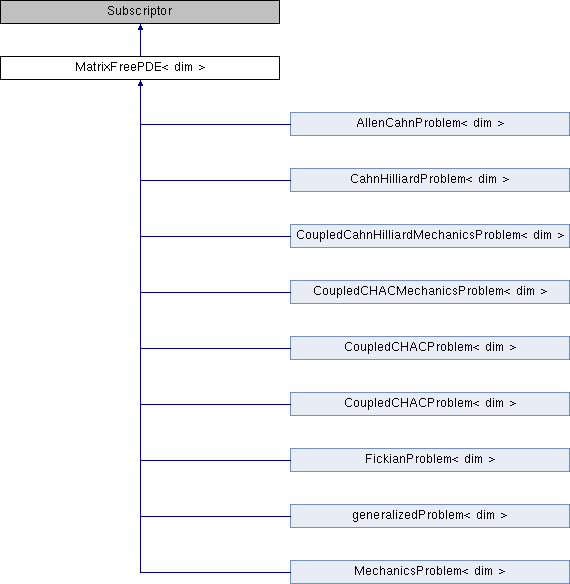 Subscriptor
MatrixFreePDE< dim >
AllenCahnProblem< dim >
CahnHilliardProblem< dim >
CoupledCahnHilliardMechanicsProblem< dim >
CoupledCHACMechanicsProblem< dim >
CoupledCHACProblem< dim >
CoupledCHACProblem< dim >
FickianProblem< dim >
generalizedProblem< dim >
MechanicsProblem< dim >